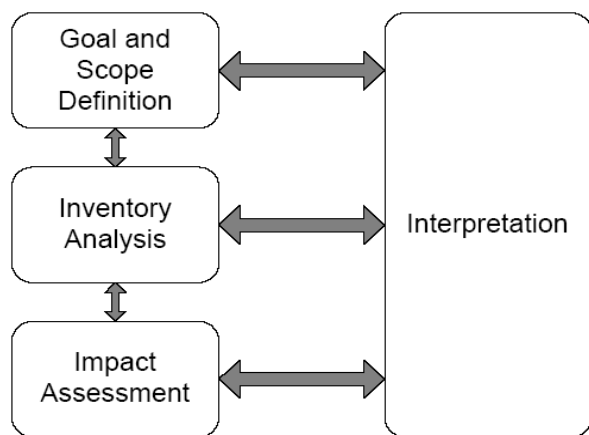 Goal and
Scope
Definition
Inventory
Analysis
Interpretation
Impact
Assessment